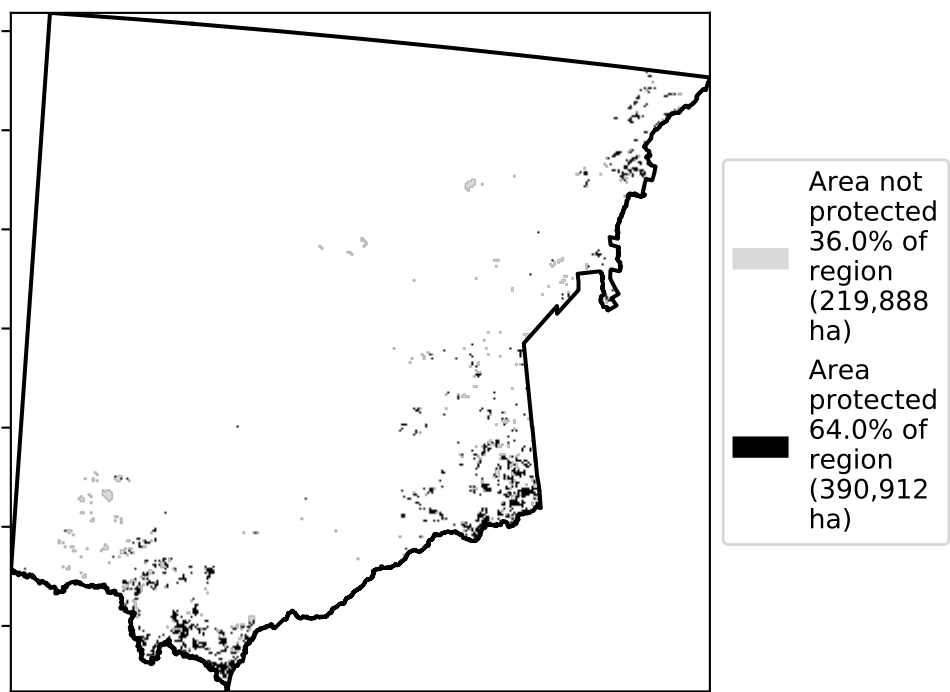 Area not
protected
36.0% of
region
(219,888
ha)
Area
protected
64.0% of
region
(390,912
ha)